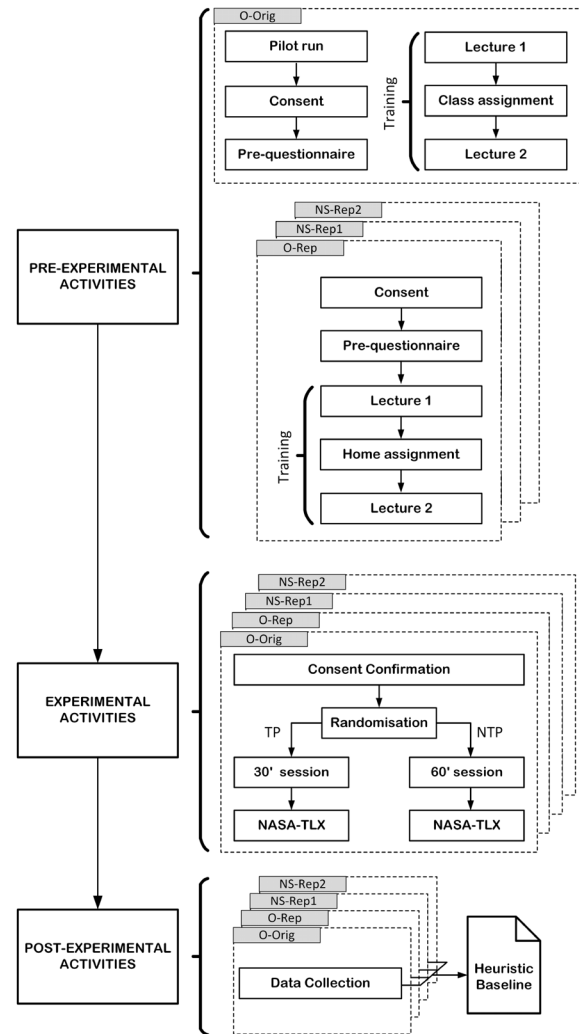 O-Orig
Pilot run
Consent
Pre-questionnaire
Training
Lecture 1
Class assignment
Lecture 2
PRE-EXPERIMENTAL
ACTIVITIES
NS-Rep2
NS-Rep1
O-Rep
Consent
Pre-questionnaire
Training
Lecture 1
Home assignment
Lecture 2
EXPERIMENTAL
ACTIVITIES
NS-Rep2
NS-Rep1
O-Rep
O-Orig
Consent Confirmation
Randomisation
TP
NTP
30' session
60' session
NASA-TLX
NASA-TLX
POST-EXPERIMENTAL
ACTIVITIES
NS-Rep2
NS-Rep1
O-Rep
O-Orig
Data Collection
Heuristic
Baseline